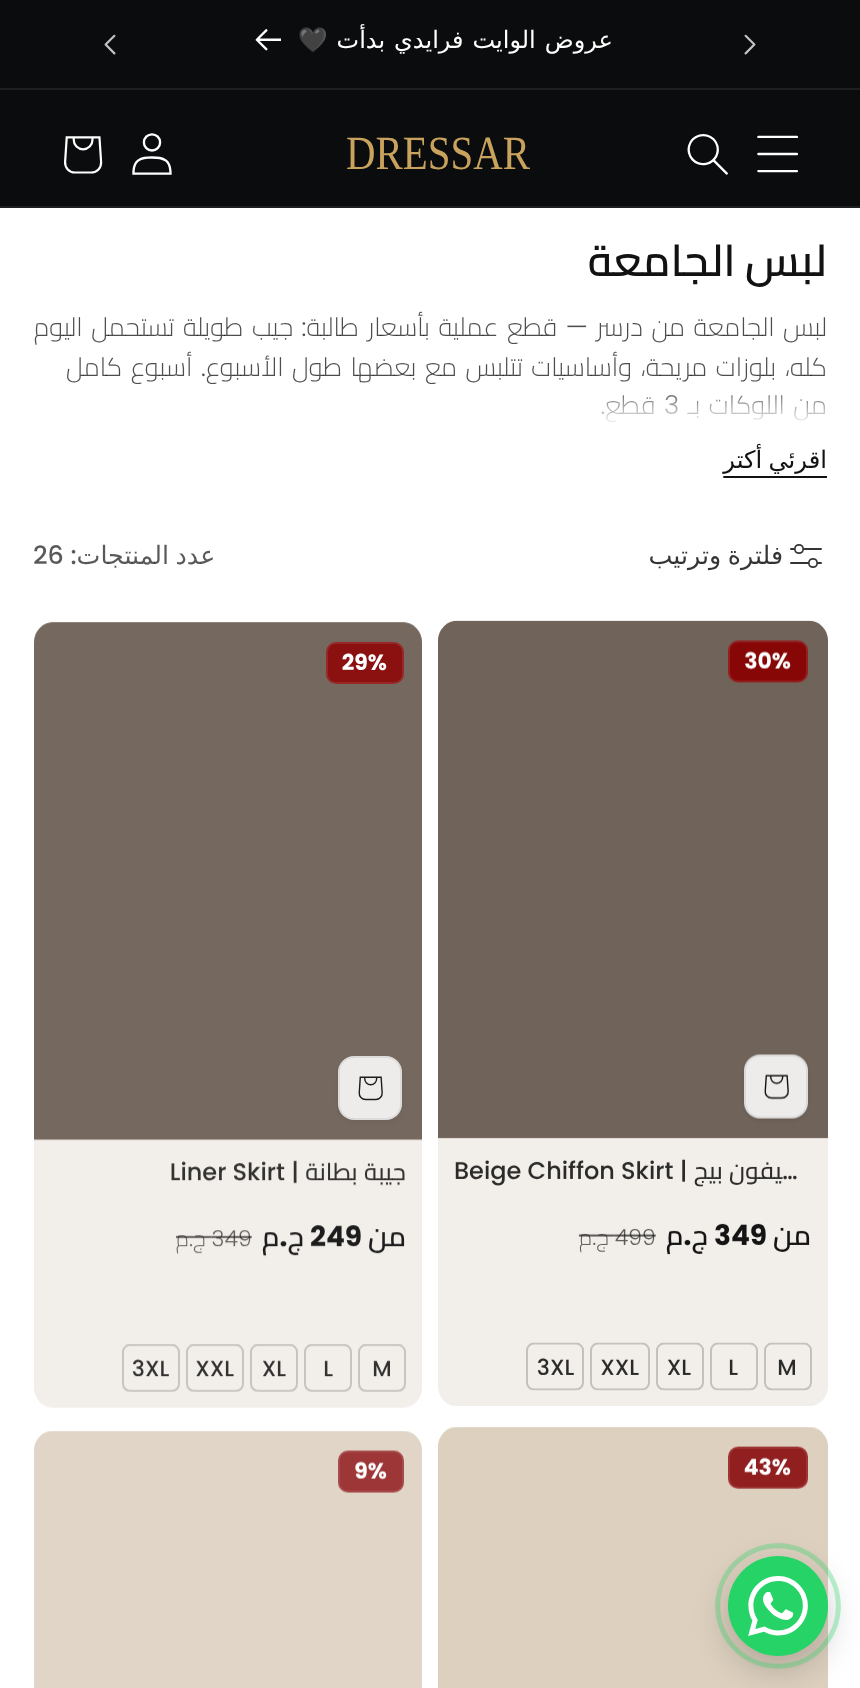 عروض الوايت فرايدي بدأت 🖤 ←
DRESSAR
لبس الجامعة
لبس الجامعة من درسر — قطع عملية بأسعار طالبة: جيب طويلة تستحمل اليوم
كله، بلوزات مريحة، وأساسيات تتلبس مع بعضها طول الأسبوع. أسبوع كامل
من اللوكات بـ 3 قطع.
اقرئي أكتر
فلترة وترتيب
عدد المنتجات: 26
30%
...يفون بيج | Beige Chiffon Skirt
من 349 ج.م 499 ج.م
M L XL XXL 3XL
29%
جيبة بطانة | Liner Skirt
من 249 ج.م 349 ج.م
M L XL XXL 3XL
43%
9%